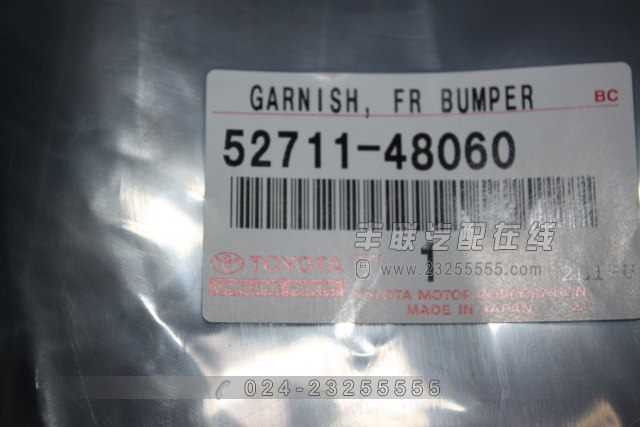 GARNISH, FR BUMPER BC
52711-48060
丰联汽配在线
TOYOTA 1
www.23255555.com
TOYOTA MOTOR CORPORATION
MADE IN JAPAN
024-23255555